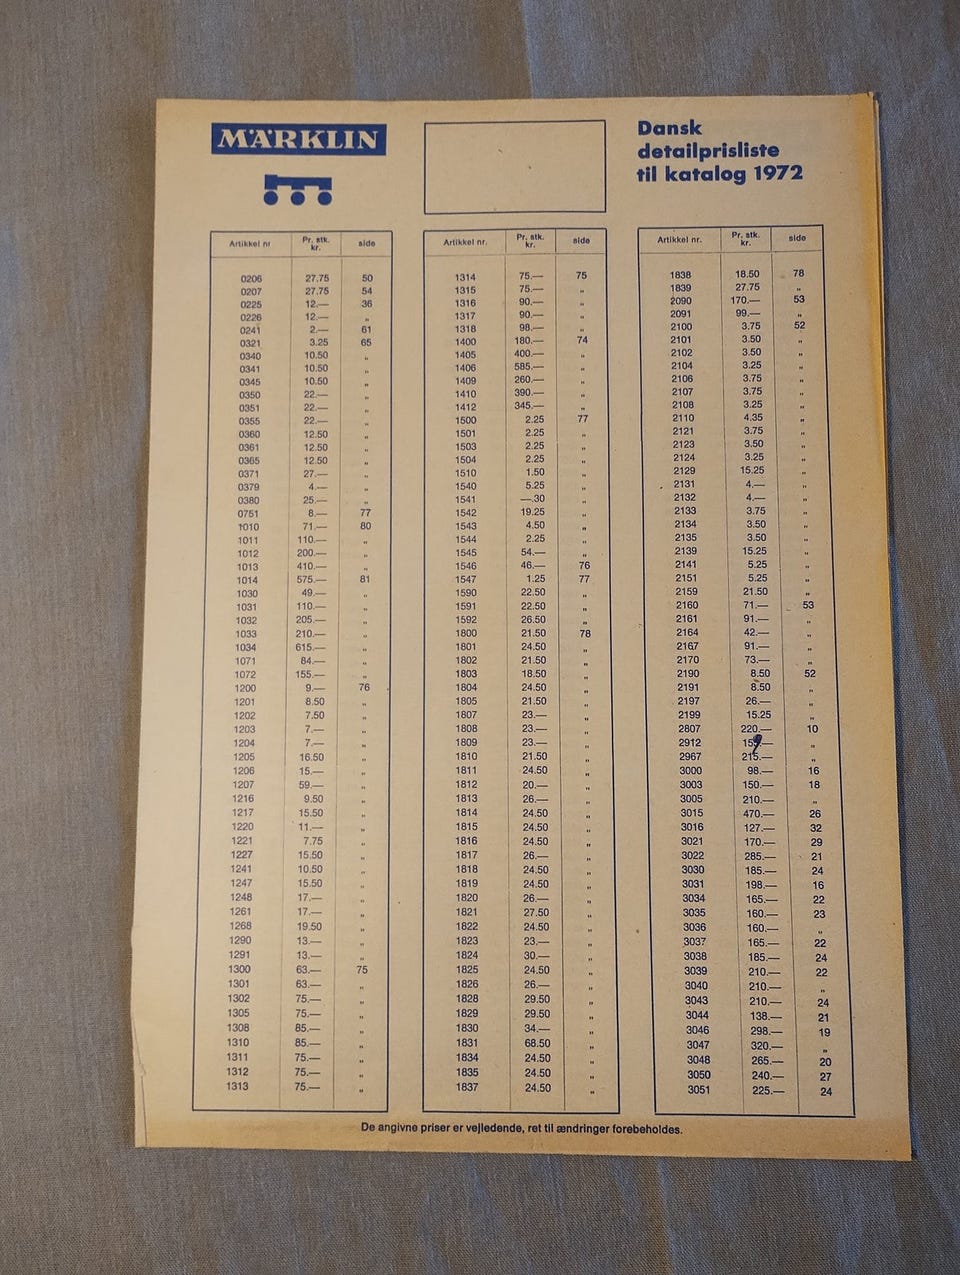 MÄRKLIN
Dansk
detailprisliste
til katalog 1972
Artikkel nr Pr. stk. kr. side
0206 27.75 50
0207 27.75 54
0225 12.— 36
0226 12.— „
0241 2.— 61
0321 3.25 65
0340 10.50 „
0341 10.50 „
0345 10.50 „
0350 22.— „
0351 22.— „
0355 22.— „
0360 12.50 „
0361 12.50 „
0365 12.50 „
0371 27.— „
0379 4.— „
0380 25.— „
0751 8.— 77
1010 71.— 80
1011 110.— „
1012 200.— „
1013 410.— „
1014 575.— 81
1030 49.— „
1031 110.— „
1032 205.— „
1033 210.— „
1034 615.— „
1071 84.— „
1072 155.— „
1200 9.— 76
1201 8.50 „
1202 7.50 „
1203 7.— „
1204 7.— „
1205 16.50 „
1206 15.— „
1207 59.— „
1216 9.50 „
1217 15.50 „
1220 11.— „
1221 7.75 „
1227 15.50 „
1241 10.50 „
1247 15.50 „
1248 17.— „
1261 17.— „
1268 19.50 „
1290 13.— „
1291 13.— „
1300 63.— 75
1301 63.— „
1302 75.— „
1305 75.— „
1308 85.— „
1310 85.— „
1311 75.— „
1312 75.— „
1313 75.— „
Artikkel nr. Pr. stk. kr. side
1314 75.— 75
1315 75.— „
1316 90.— „
1317 90.— „
1318 98.— „
1400 180.— 74
1405 400.— „
1406 585.— „
1409 260.— „
1410 390.— „
1412 345.— „
1500 2.25 77
1501 2.25 „
1503 2.25 „
1504 2.25 „
1510 1.50 „
1540 5.25 „
1541 —.30 „
1542 19.25 „
1543 4.50 „
1544 2.25 „
1545 54.— „
1546 46.— 76
1547 1.25 77
1590 22.50 „
1591 22.50 „
1592 26.50 „
1800 21.50 78
1801 24.50 „
1802 21.50 „
1803 18.50 „
1804 24.50 „
1805 21.50 „
1807 23.— „
1808 23.— „
1809 23.— „
1810 21.50 „
1811 24.50 „
1812 20.— „
1813 26.— „
1814 24.50 „
1815 24.50 „
1816 24.50 „
1817 26.— „
1818 24.50 „
1819 24.50 „
1820 26.— „
1821 27.50 „
1822 24.50 „
1823 23.— „
1824 30.— „
1825 24.50 „
1826 26.— „
1828 29.50 „
1829 29.50 „
1830 34.— „
1831 68.50 „
1834 24.50 „
1835 24.50 „
1837 24.50 „
Artikkel nr. Pr. stk. kr. side
1838 18.50 78
1839 27.75 „
2090 170.— 53
2091 99.— „
2100 3.75 52
2101 3.50 „
2102 3.50 „
2104 3.25 „
2106 3.75 „
2107 3.75 „
2108 3.25 „
2110 4.35 „
2121 3.75 „
2123 3.50 „
2124 3.25 „
2129 15.25 „
2131 4.— „
2132 4.— „
2133 3.75 „
2134 3.50 „
2135 3.50 „
2139 15.25 „
2141 5.25 „
2151 5.25 „
2159 21.50 „
2160 71.— 53
2161 91.— „
2164 42.— „
2167 91.— „
2170 73.— „
2190 8.50 52
2191 8.50 „
2197 26.— „
2199 15.25 „
2807 220.— 10
2912 „
2967 215.— „
3000 98.— 16
3003 150.— 18
3005 210.— „
3015 470.— 26
3016 127.— 32
3021 170.— 29
3022 285.— 21
3030 185.— 24
3031 198.— 16
3034 165.— 22
3035 160.— 23
3036 160.— „
3037 165.— 22
3038 185.— 24
3039 210.— 22
3040 210.— „
3043 210.— 24
3044 138.— 21
3046 298.— 19
3047 320.— „
3048 265.— 20
3050 240.— 27
3051 225.— 24
De angivne priser er vejledende, ret til ændringer forebeholdes.